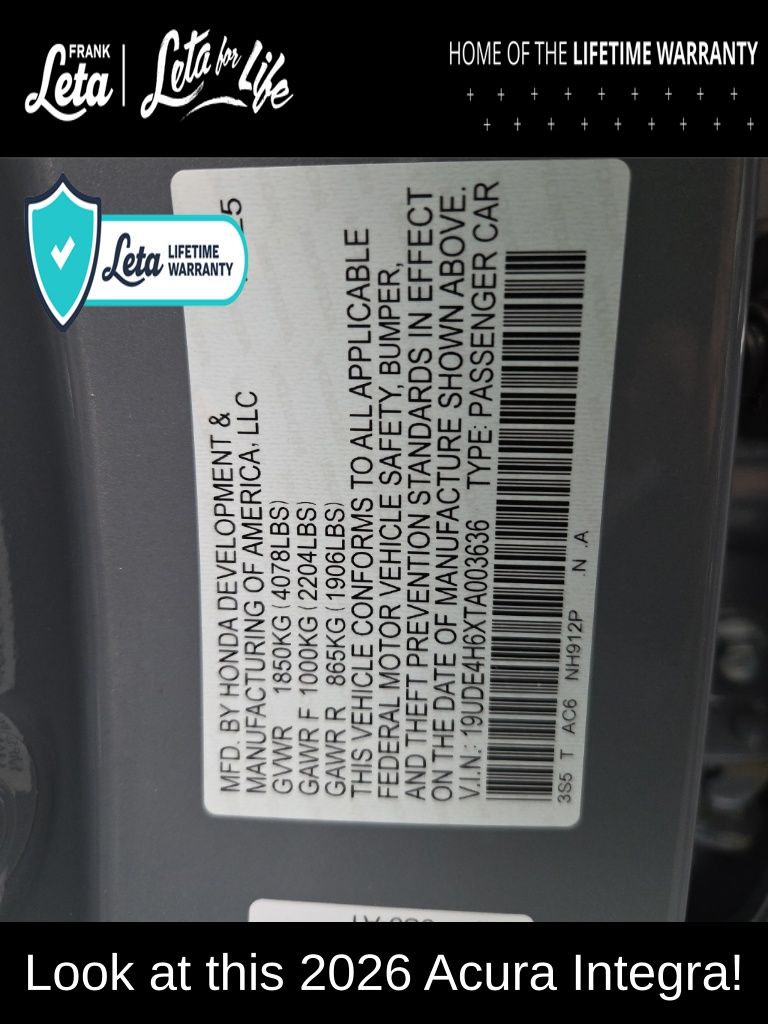 FRANK
Leta
Leta for Life
HOME OF THE LIFETIME WARRANTY
Leta LIFETIME
WARRANTY
MFD. BY HONDA DEVELOPMENT &
MANUFACTURING OF AMERICA, LLC
GVWR 1850KG (4078LBS)
GAWR F 1000KG (2204LBS)
GAWR R 865KG (1906LBS)
THIS VEHICLE CONFORMS TO ALL APPLICABLE
FEDERAL MOTOR VEHICLE SAFETY, BUMPER,
AND THEFT PREVENTION STANDARDS IN EFFECT
ON THE DATE OF MANUFACTURE SHOWN ABOVE.
V.I.N.: 19UDE4H6XTA003636 TYPE: PASSENGER CAR
3S5 T AC6 NH912P .N .A
Look at this 2026 Acura Integra!